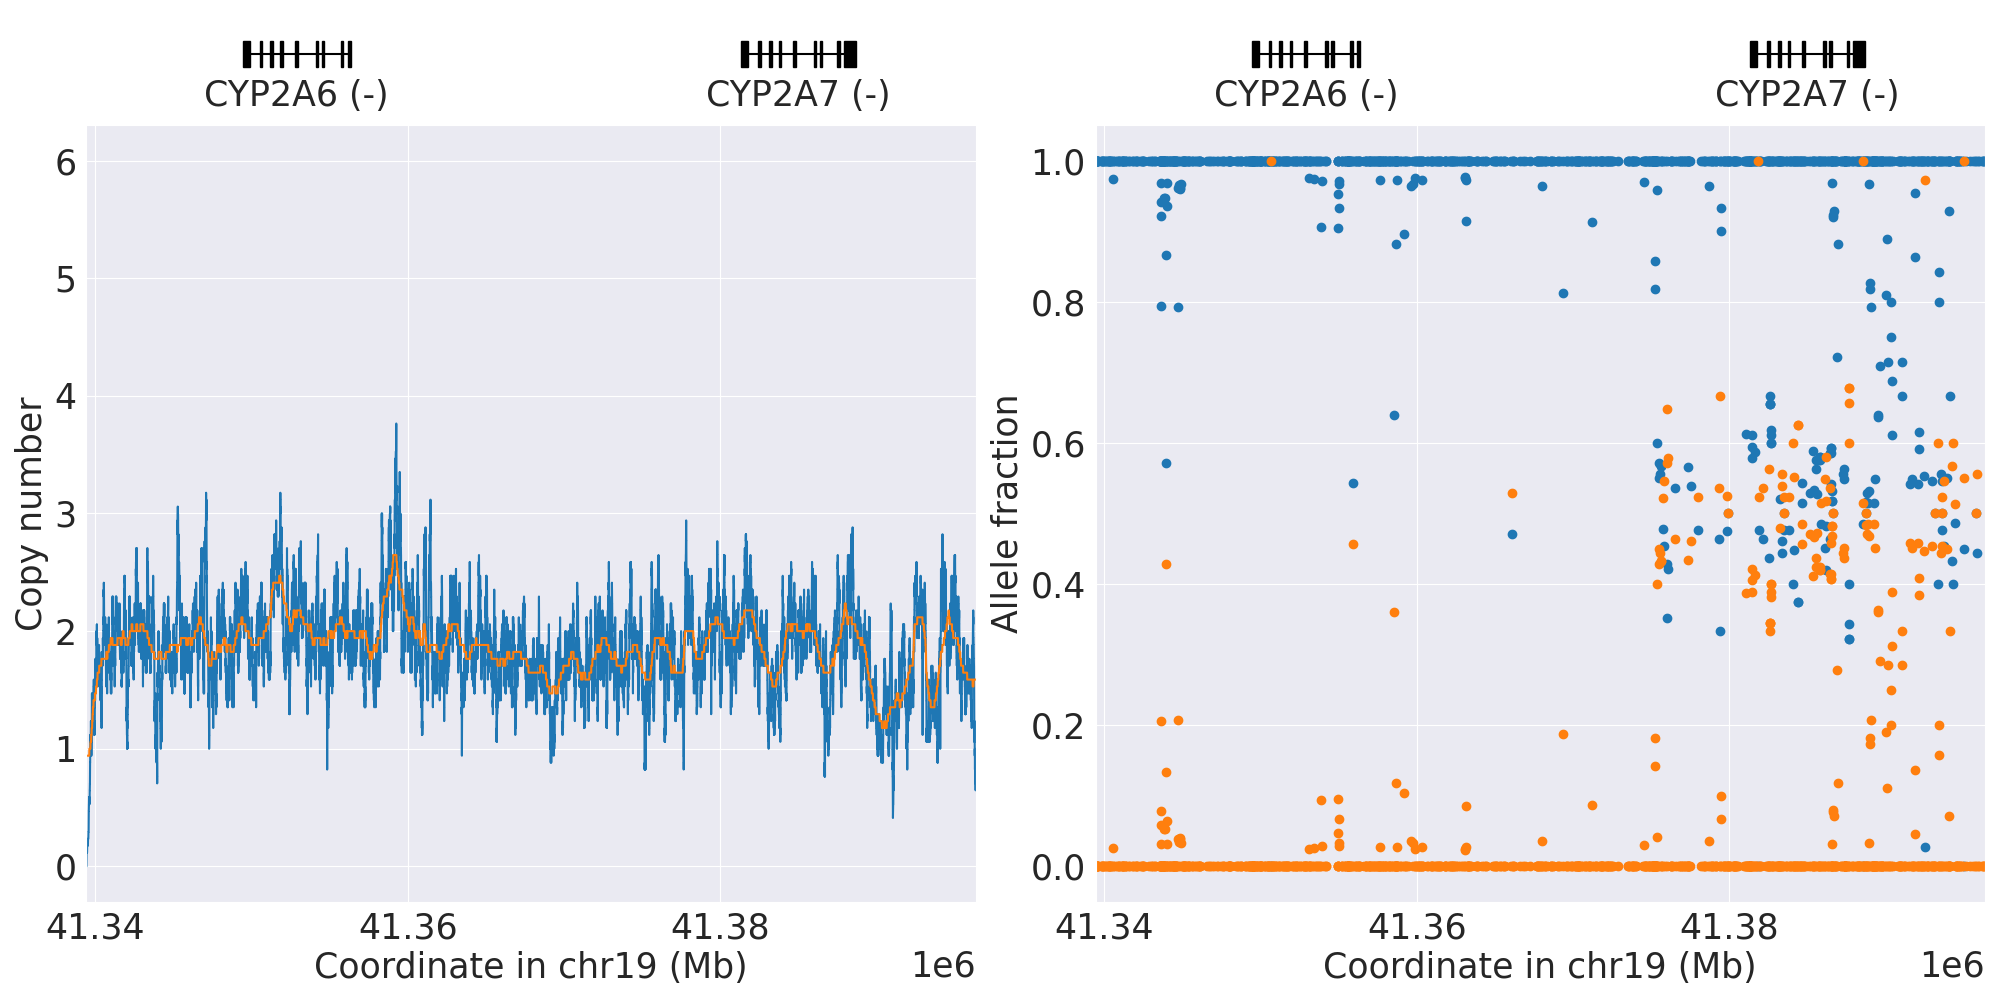 CYP2A6 (-) CYP2A7 (-)
6
5
4
3
2
1
0
Copy number
41.34 41.36 41.38
Coordinate in chr19 (Mb) 1e6
CYP2A6 (-) CYP2A7 (-)
1.0
0.8
0.6
0.4
0.2
0.0
Allele fraction
41.34 41.36 41.38
Coordinate in chr19 (Mb) 1e6